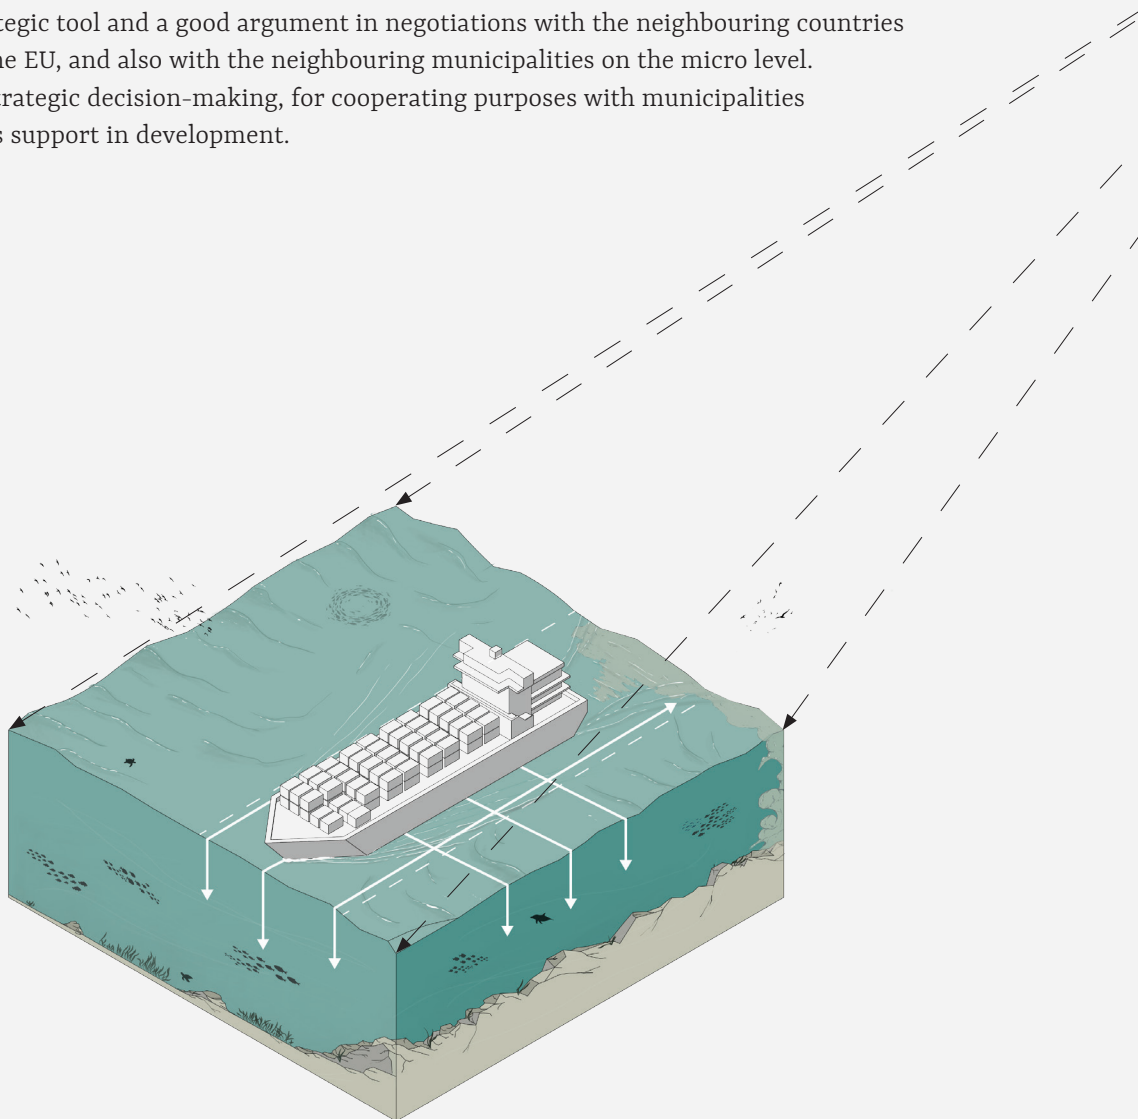 tegic tool and a good argument in negotiations with the neighbouring countries
e EU, and also with the neighbouring municipalities on the micro level.
rategic decision-making, for cooperating purposes with municipalities
s support in development.